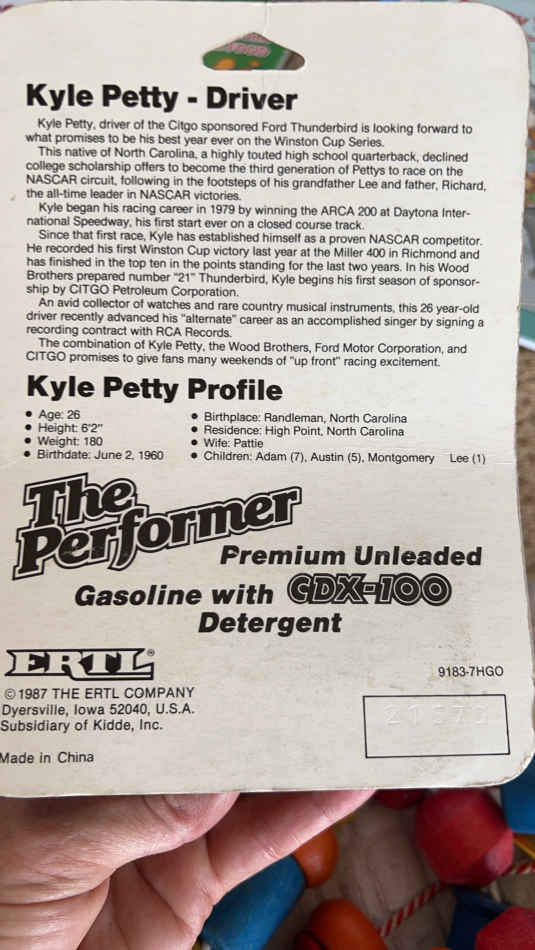 Kyle Petty - Driver
Kyle Petty, driver of the Citgo sponsored Ford Thunderbird is looking forward to
what promises to be his best year ever on the Winston Cup Series.
This native of North Carolina, a highly touted high school quarterback, declined
college scholarship offers to become the third generation of Pettys to race on the
NASCAR circuit, following in the footsteps of his grandfather Lee and father, Richard,
the all-time leader in NASCAR victories.
Kyle began his racing career in 1979 by winning the ARCA 200 at Daytona Inter-
national Speedway, his first start ever on a closed course track.
Since that first race, Kyle has established himself as a proven NASCAR competitor.
He recorded his first Winston Cup victory last year at the Miller 400 in Richmond and
has finished in the top ten in the points standing for the last two years. In his Wood
Brothers prepared number "21" Thunderbird, Kyle begins his first season of sponsor-
ship by CITGO Petroleum Corporation.
An avid collector of watches and rare country musical instruments, this 26 year-old
driver recently advanced his "alternate" career as an accomplished singer by signing a
recording contract with RCA Records.
The combination of Kyle Petty, the Wood Brothers, Ford Motor Corporation, and
CITGO promises to give fans many weekends of "up front" racing excitement.
Kyle Petty Profile
• Age: 26
• Height: 6'2"
• Weight: 180
• Birthdate: June 2, 1960
• Birthplace: Randleman, North Carolina
• Residence: High Point, North Carolina
• Wife: Pattie
• Children: Adam (7), Austin (5), Montgomery Lee (1)
The
Performer
Premium Unleaded
Gasoline with CDX-100
Detergent
ERTL®
9183-7HGO
©1987 THE ERTL COMPANY
Dyersville, Iowa 52040, U.S.A.
Subsidiary of Kidde, Inc.
Made in China